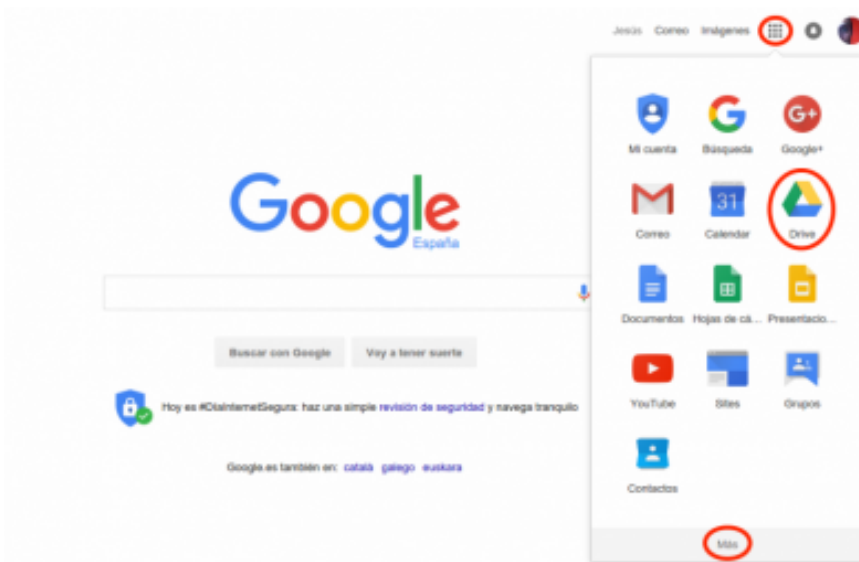 Jesús Correo Imágenes
Mi cuenta Búsqueda Google+
G+
31
Correo Calendar Drive
Google
España
Documentos Hojas de cá... Presentacio...
Buscar con Google Voy a tener suerte
YouTube Sites Grupos
Hoy es #DiaInternetSegura: haz una simple revisión de seguridad y navega tranquilo
Google.es también en: català galego euskara
Contactos
Más